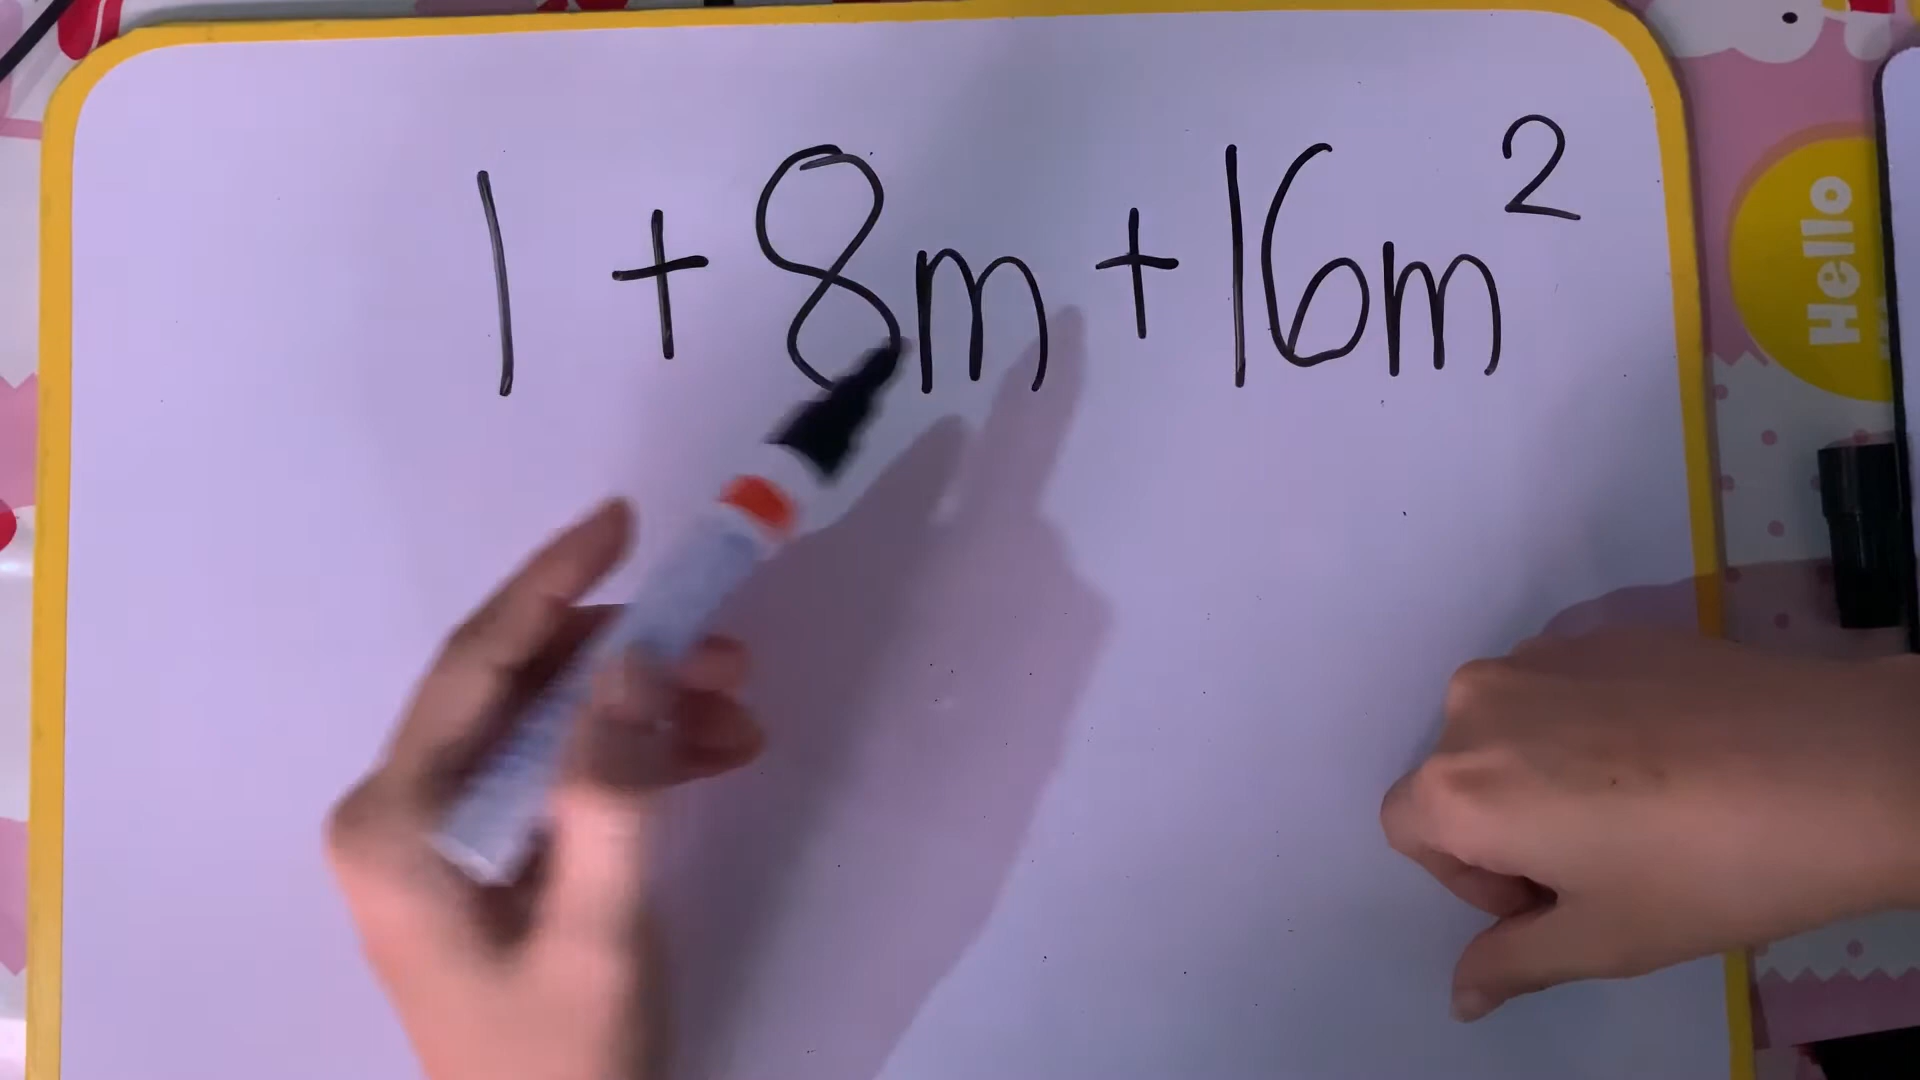 1 + 8m + 16m²
Hello